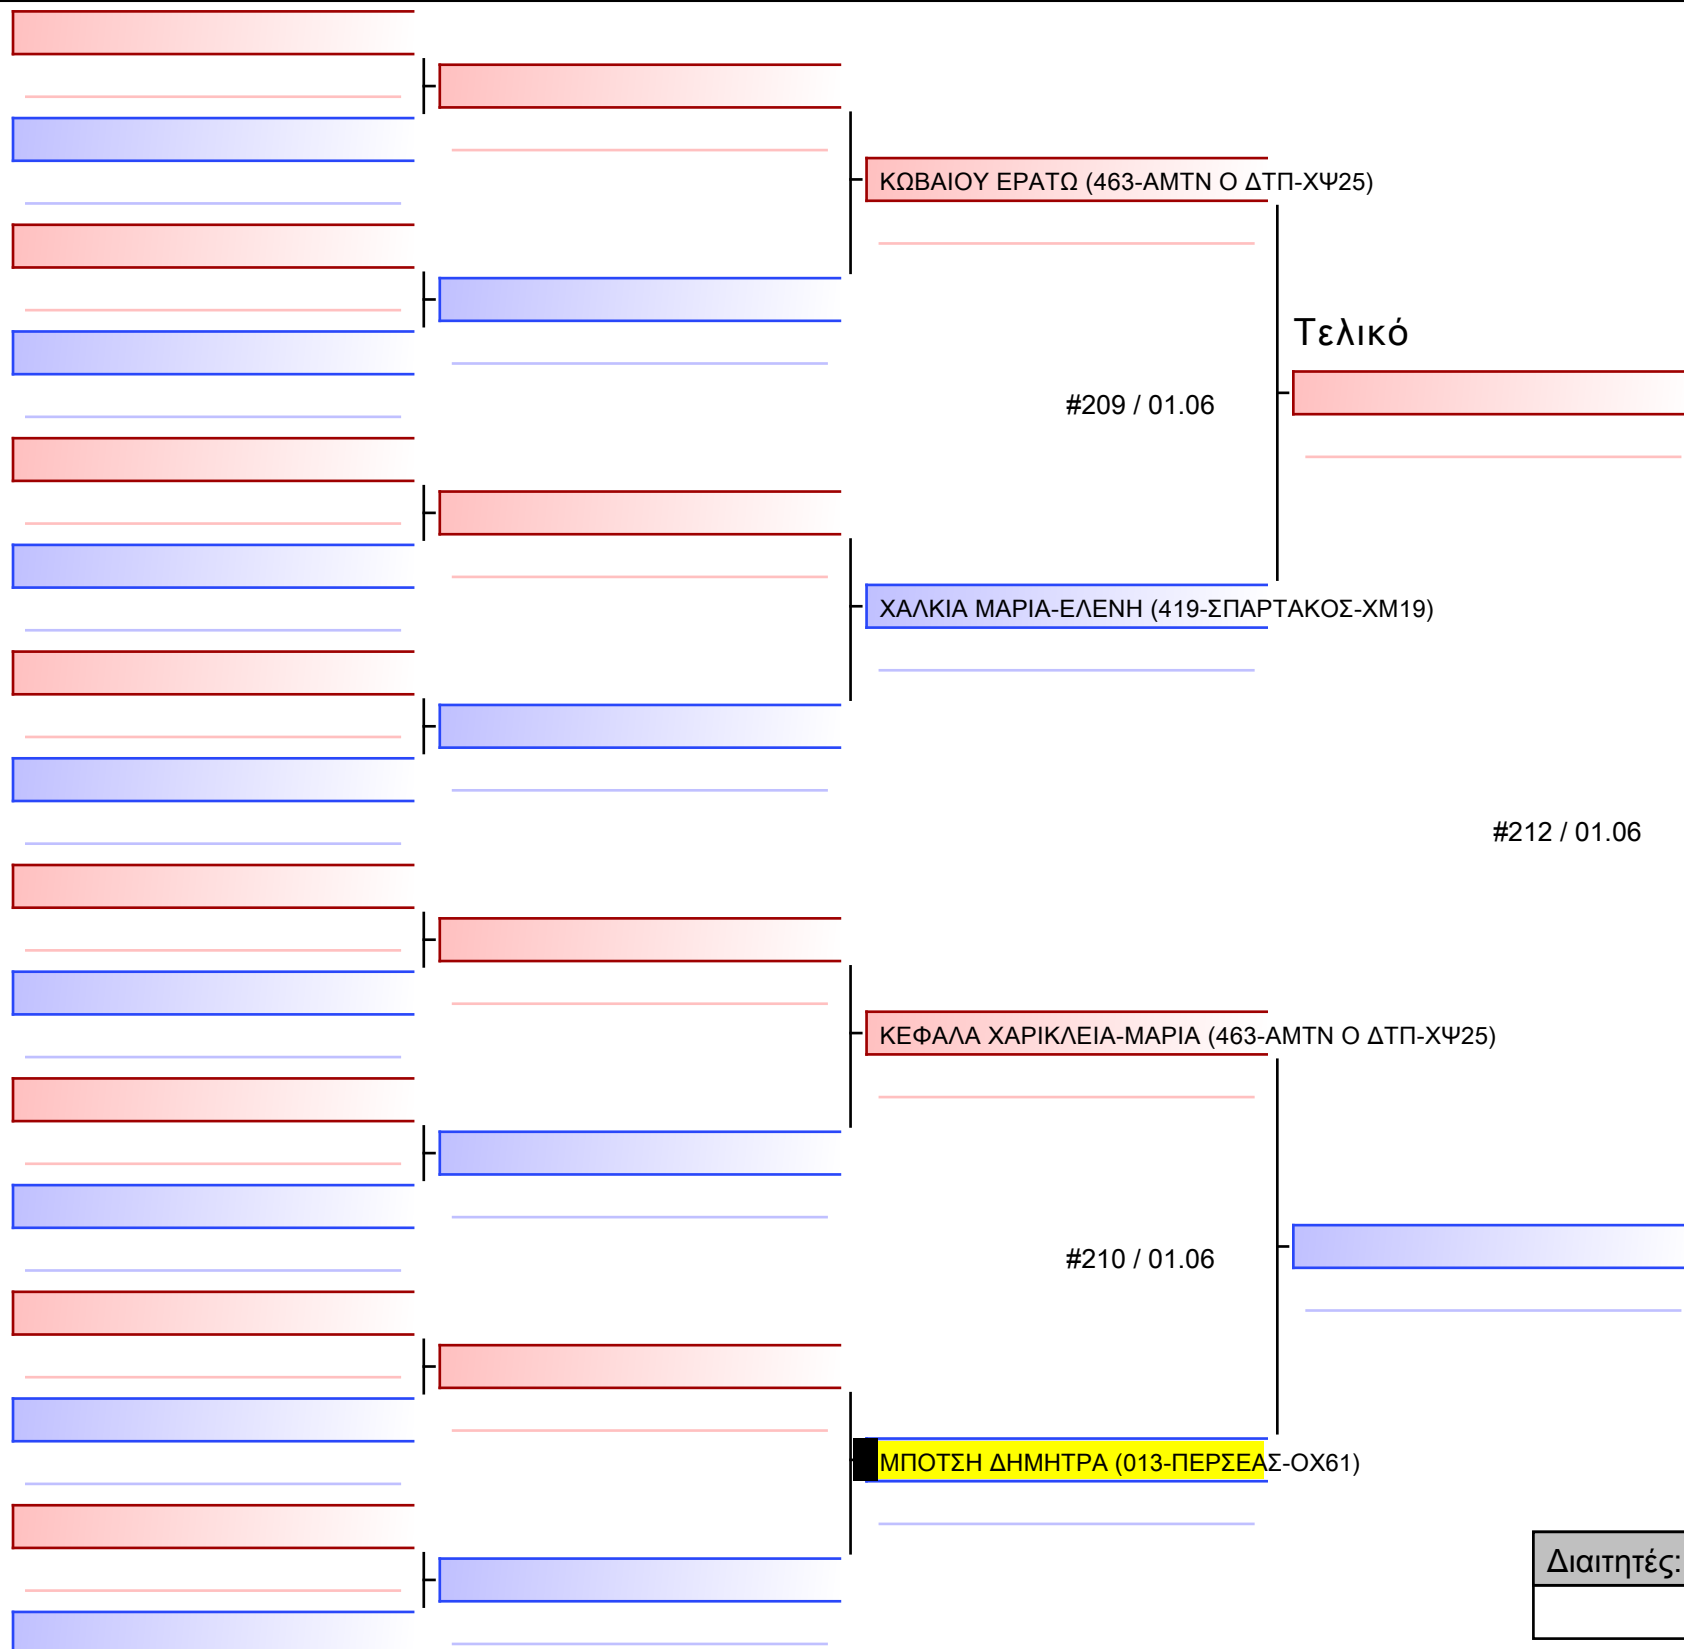 ΚΩΒΑΙΟΥ ΕΡΑΤΩ (463-ΑΜΤΝ Ο ΔΤΠ-ΧΨ25)
Τελικό
#209 / 01.06
ΧΑΛΚΙΑ ΜΑΡΙΑ-ΕΛΕΝΗ (419-ΣΠΑΡΤΑΚΟΣ-ΧΜ19)
#212 / 01.06
ΚΕΦΑΛΑ ΧΑΡΙΚΛΕΙΑ-ΜΑΡΙΑ (463-ΑΜΤΝ Ο ΔΤΠ-ΧΨ25)
#210 / 01.06
ΜΠΟΤΣΗ ΔΗΜΗΤΡΑ (013-ΠΕΡΣΕΑΣ-ΟΧ61)
Διαιτητές: